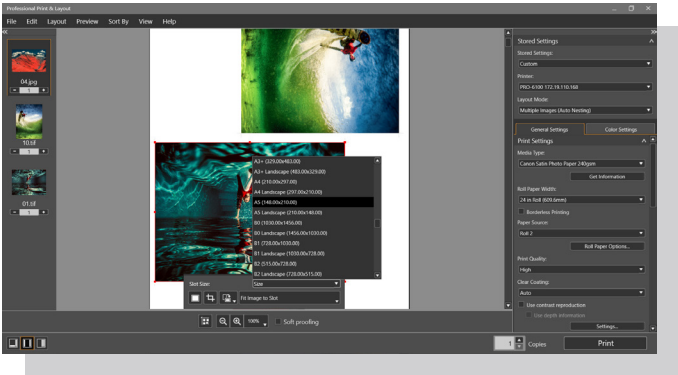 Professional Print & Layout
File Edit Layout Preview Sort By View Help
04.jpg
1
10.tif
1
01.tif
1
A3+ (329.00x483.00)
A3+ Landscape (483.00x329.00)
A4 (210.00x297.00)
A4 Landscape (297.00x210.00)
A5 (148.00x210.00)
A5 Landscape (210.00x148.00)
B0 (1030.00x1456.00)
B0 Landscape (1456.00x1030.00)
B1 (728.00x1030.00)
B1 Landscape (1030.00x728.00)
B2 (515.00x728.00)
B2 Landscape (728.00x515.00)
Slot Size:
Size
Fit Image to Slot
100%
Soft proofing
Stored Settings
Stored Settings:
Custom
Printer:
PRO-6100 172.19.110.168
Layout Mode:
Multiple Images (Auto Nesting)
General Settings
Color Settings
Print Settings
Media Type:
Canon Satin Photo Paper 240gsm
Get Information
Roll Paper Width:
24 in Roll (609.6mm)
Borderless Printing
Paper Source:
Roll 2
Roll Paper Options...
Print Quality:
High
Clear Coating:
Auto
Use contrast reproduction
Use depth information
Settings...
1 Copies
Print